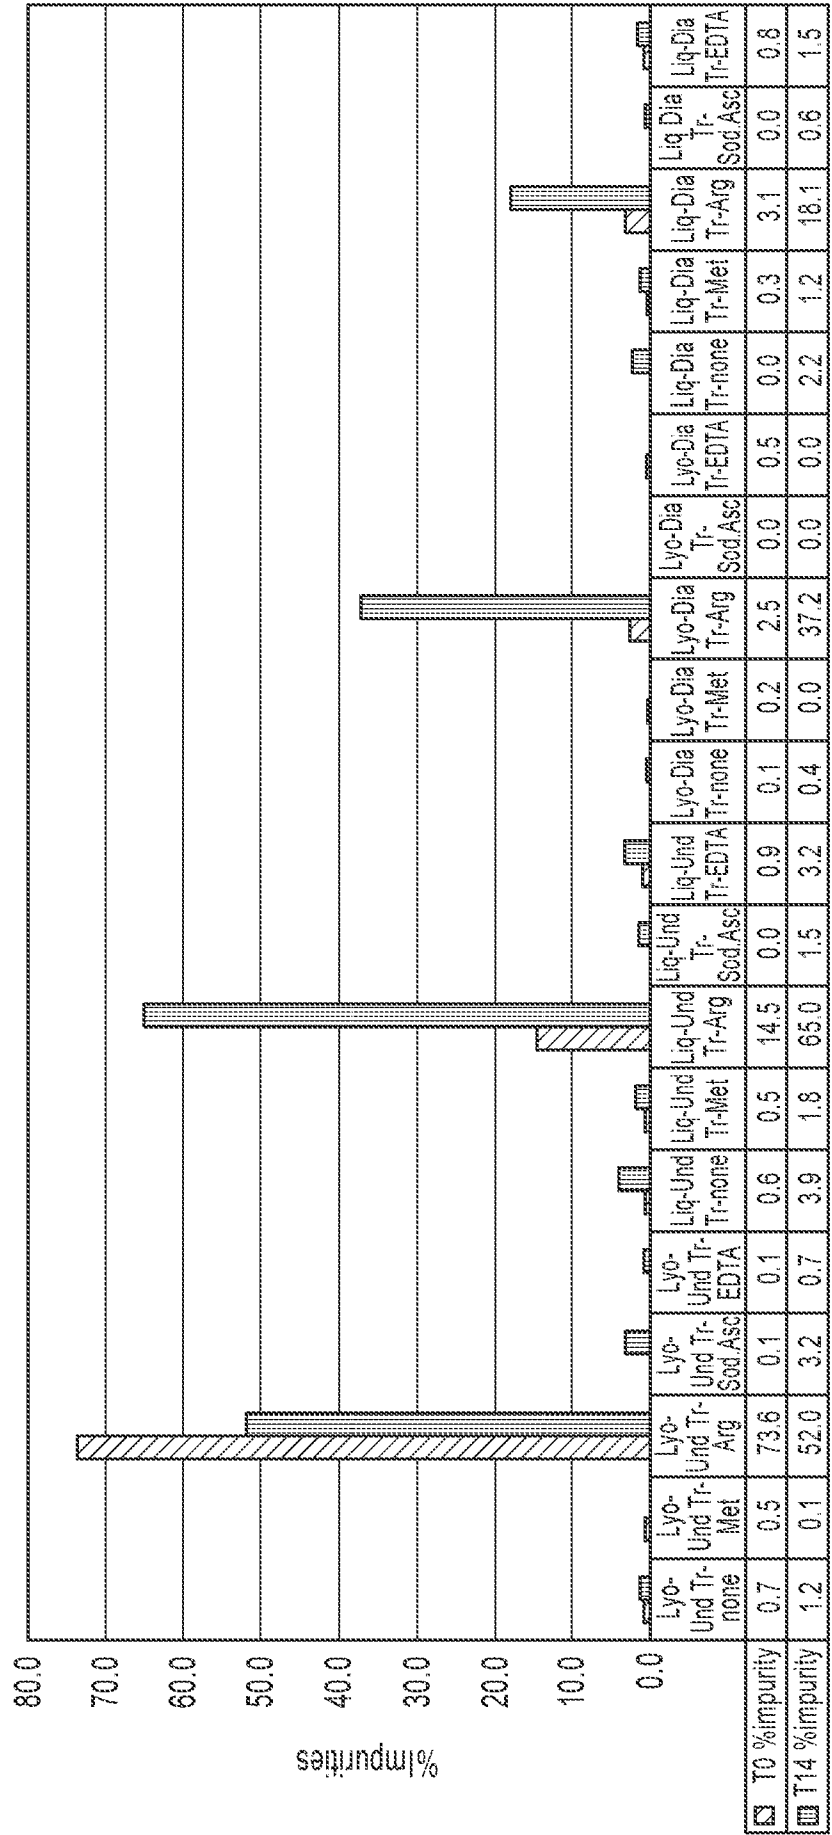 80.0
70.0
60.0
50.0
40.0
30.0
20.0
10.0
0.0
%Impurities
Lyo-
Und Tr-
none
Lyo-
Und Tr-
Met
Lyo-
Und Tr-
Arg
Lyo-
Und Tr-
Sod.Asc
Lyo-
Und Tr-
EDTA
Liq-Und
Tr-none
Liq-Und
Tr-Met
Liq-Und
Tr-Arg
Liq-Und
Tr-
Sod.Asc
Liq-Und
Tr-EDTA
Lyo-Dia
Tr-none
Lyo-Dia
Tr-Met
Lyo-Dia
Tr-Arg
Lyo-Dia
Tr-
Sod.Asc
Lyo-Dia
Tr-EDTA
Liq-Dia
Tr-none
Liq-Dia
Tr-Met
Liq-Dia
Tr-Arg
Liq Dia
Tr-
Sod.Asc
Liq-Dia
Tr-EDTA
T0 %impurity 0.7 0.5 73.6 0.1 0.1 0.6 0.5 14.5 0.0 0.9 0.1 0.2 2.5 0.0 0.5 0.0 0.3 3.1 0.0 0.8
T14 %impurity 1.2 0.1 52.0 3.2 0.7 3.9 1.8 65.0 1.5 3.2 0.4 0.0 37.2 0.0 0.0 2.2 1.2 18.1 0.6 1.5